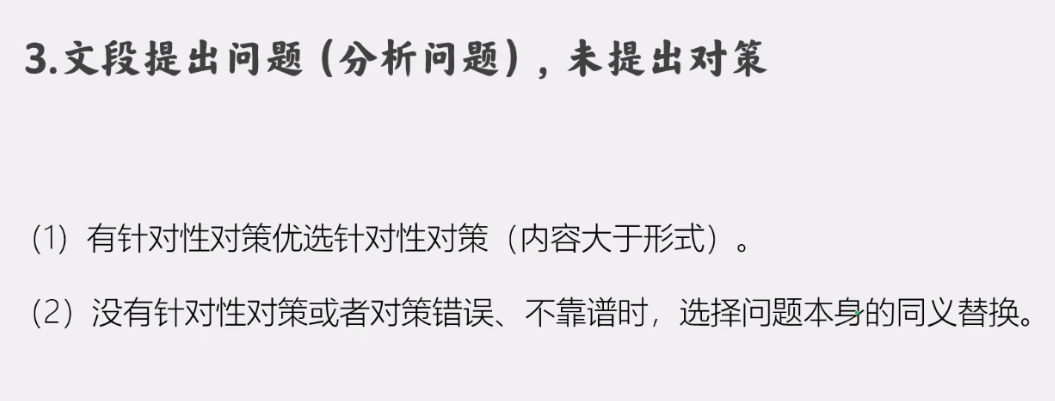 3.文段提出问题（分析问题），未提出对策
（1）有针对性对策优选针对性对策（内容大于形式）。
（2）没有针对性对策或者对策错误、不靠谱时，选择问题本身的同义替换。